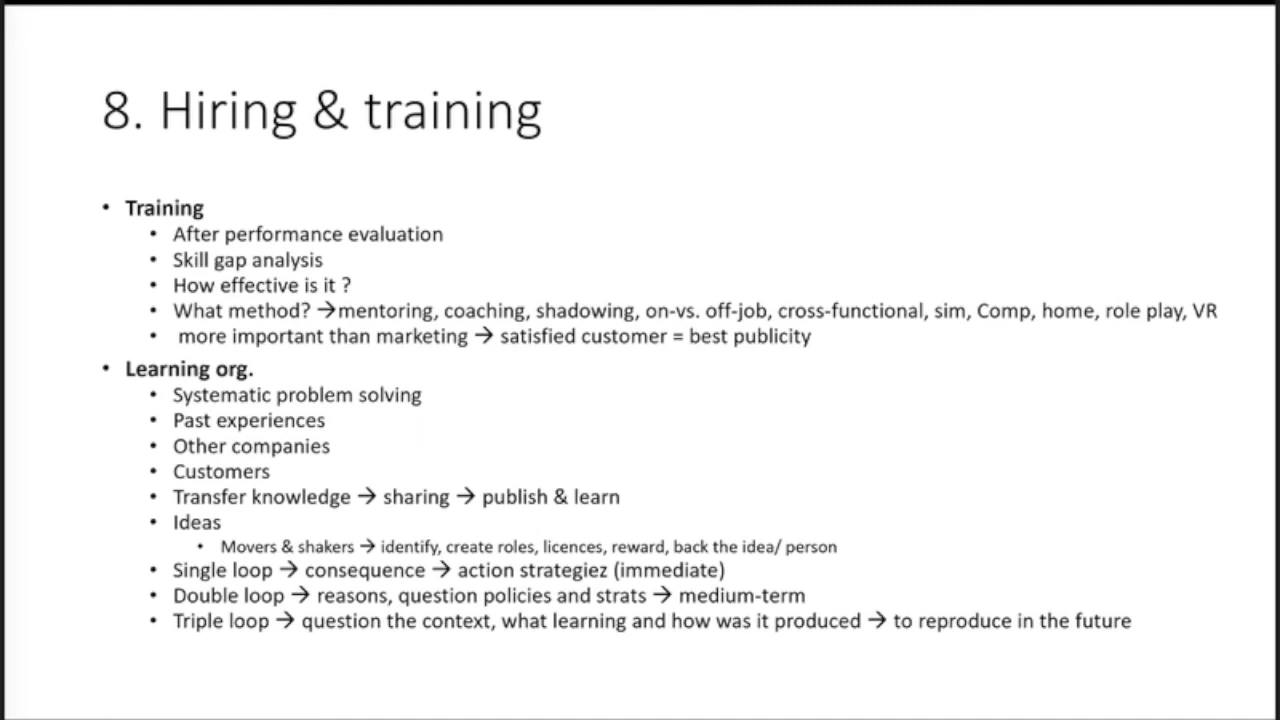 8. Hiring & training
• Training
• After performance evaluation
• Skill gap analysis
• How effective is it ?
• What method? →mentoring, coaching, shadowing, on-vs. off-job, cross-functional, sim, Comp, home, role play, VR
• more important than marketing → satisfied customer = best publicity
• Learning org.
• Systematic problem solving
• Past experiences
• Other companies
• Customers
• Transfer knowledge → sharing → publish & learn
• Ideas
• Movers & shakers → identify, create roles, licences, reward, back the idea/ person
• Single loop → consequence → action strategiez (immediate)
• Double loop → reasons, question policies and strats → medium-term
• Triple loop → question the context, what learning and how was it produced → to reproduce in the future